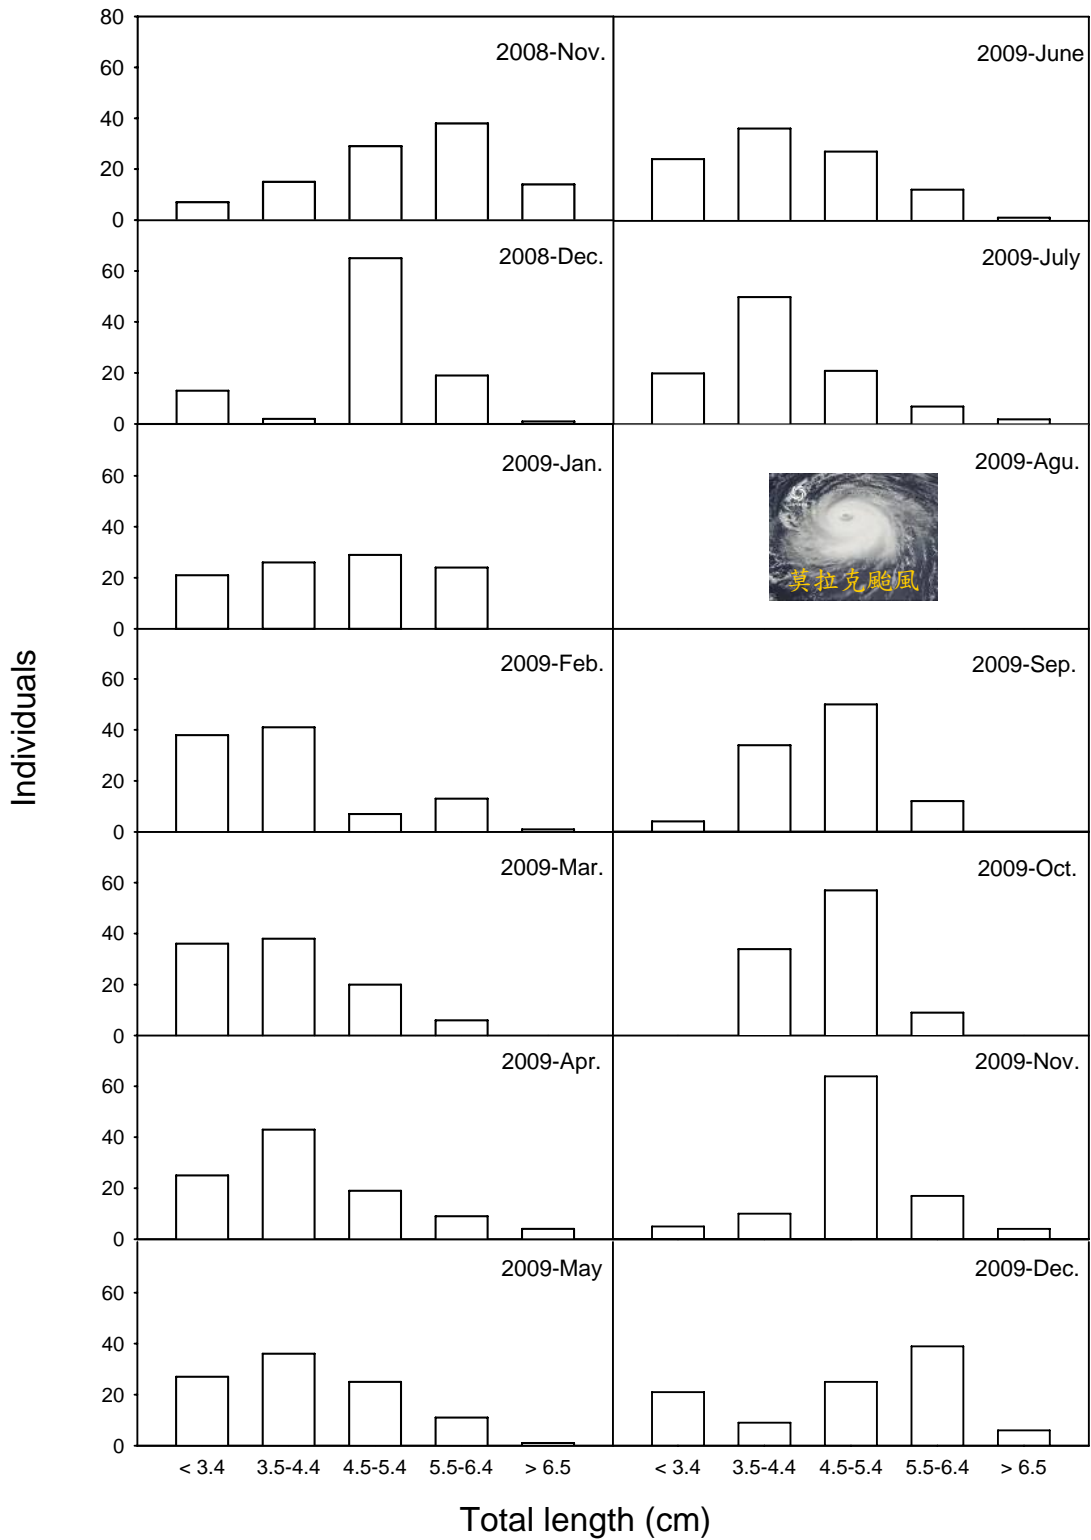 80
60
40
20
0
2008-Nov.
2009-June
60
40
20
0
2008-Dec.
2009-July
60
40
20
0
2009-Jan.
2009-Agu.
莫拉克颱風
60
40
20
0
2009-Feb.
2009-Sep.
60
40
20
0
2009-Mar.
2009-Oct.
60
40
20
0
2009-Apr.
2009-Nov.
60
40
20
0
2009-May
2009-Dec.
Individuals
< 3.4 3.5-4.4 4.5-5.4 5.5-6.4 > 6.5 < 3.4 3.5-4.4 4.5-5.4 5.5-6.4 > 6.5
Total length (cm)